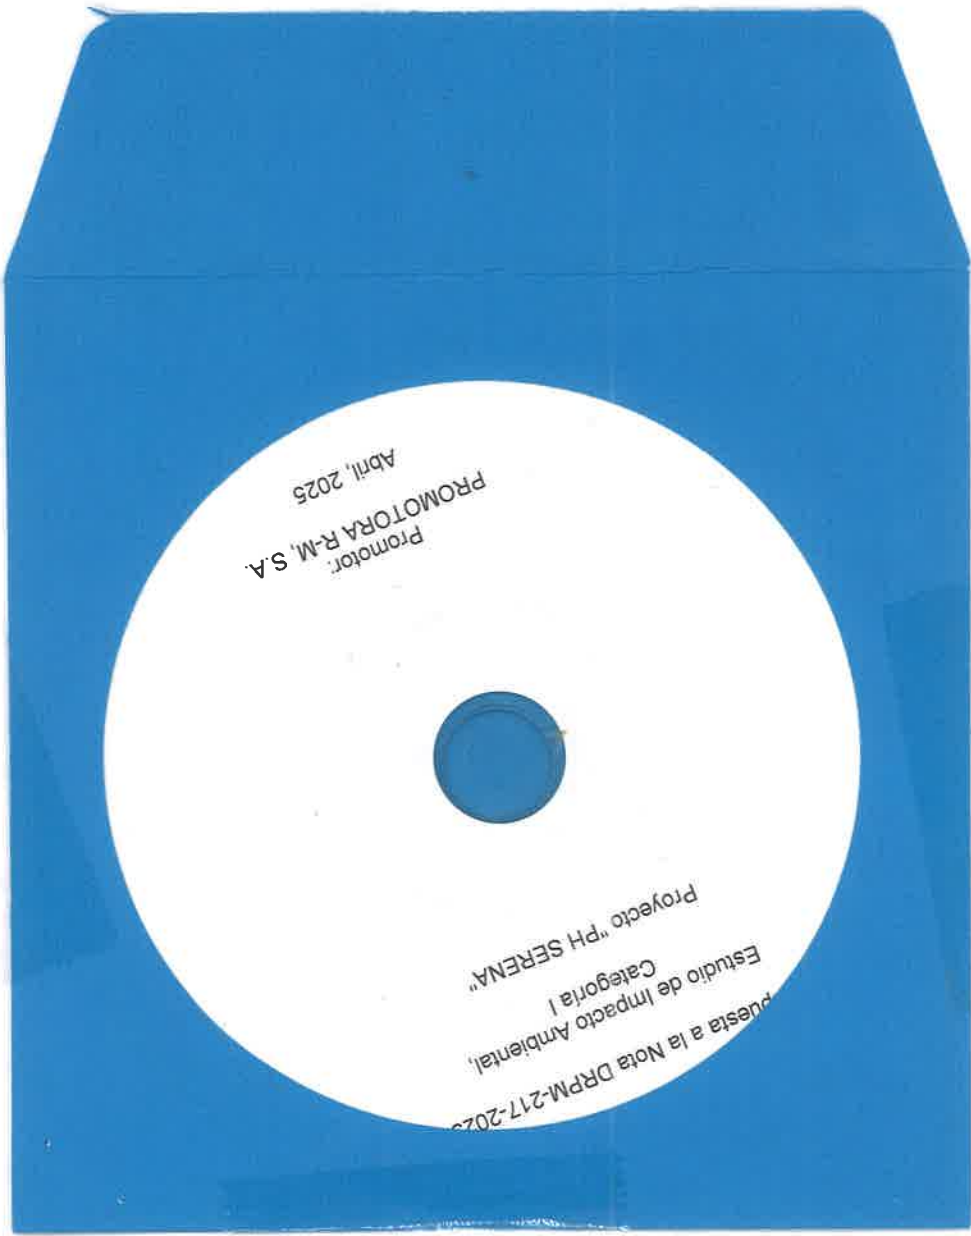 puesta a la Nota DRPM-217-202
Estudio de Impacto Ambiental,
Categoría I
Proyecto "PH SERENA"
Promotor:
PROMOTORA R-M, S.A.
Abril, 2025